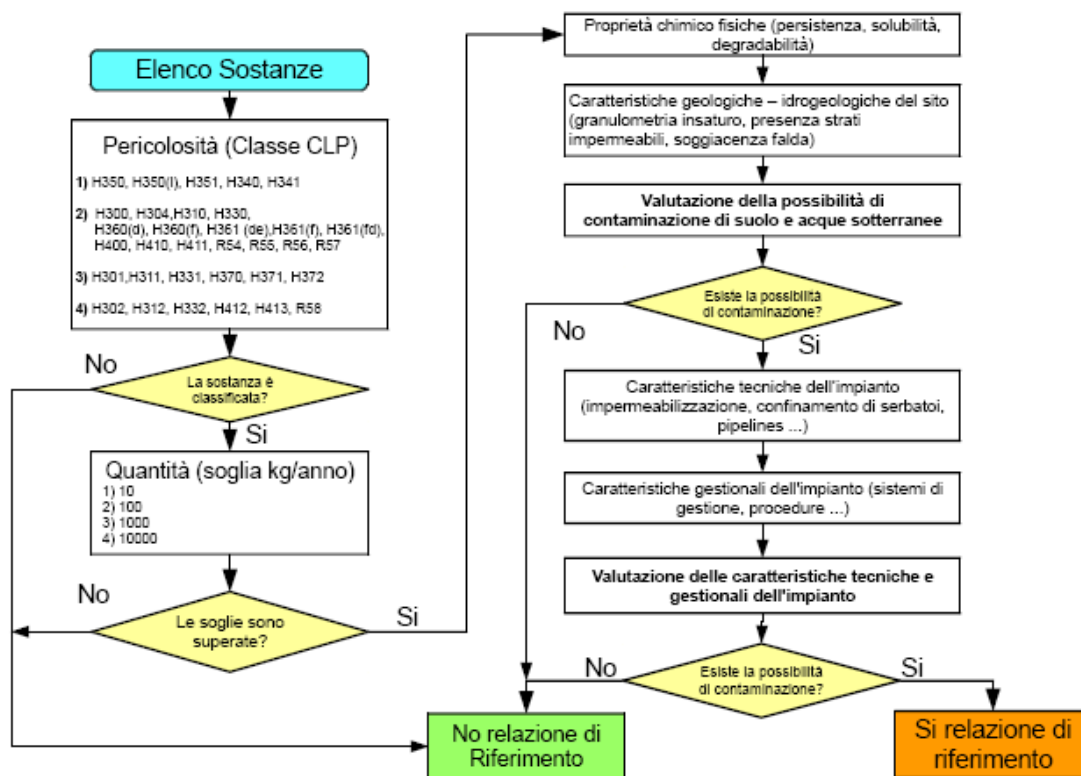 Elenco Sostanze
Pericolosità (Classe CLP)
1) H350, H350(I), H351, H340, H341
2) H300, H304,H310, H330,
H360(d), H360(f), H361 (de),H361(f), H361(fd),
H400, H410, H411, R54, R55, R56, R57
3) H301,H311, H331, H370, H371, H372
4) H302, H312, H332, H412, H413, R58
No
La sostanza è
classificata?
Si
Quantità (soglia kg/anno)
1) 10
2) 100
3) 1000
4) 10000
No
Le soglie sono
superate?
Si
Proprietà chimico fisiche (persistenza, solubilità,
degradabilità)
Caratteristiche geologiche – idrogeologiche del sito
(granulometria insaturo, presenza strati
impermeabili, soggiacenza falda)
Valutazione della possibilità di
contaminazione di suolo e acque sotterranee
Esiste la possibilità
di contaminazione?
No
Si
Caratteristiche tecniche dell'impianto
(impermeabilizzazione, confinamento di serbatoi,
pipelines ...)
Caratteristiche gestionali dell'impianto (sistemi di
gestione, procedure ...)
Valutazione delle caratteristiche tecniche e
gestionali dell'impianto
Esiste la possibilità
di contaminazione?
No
Si
No relazione di
Riferimento
Si relazione di
riferimento